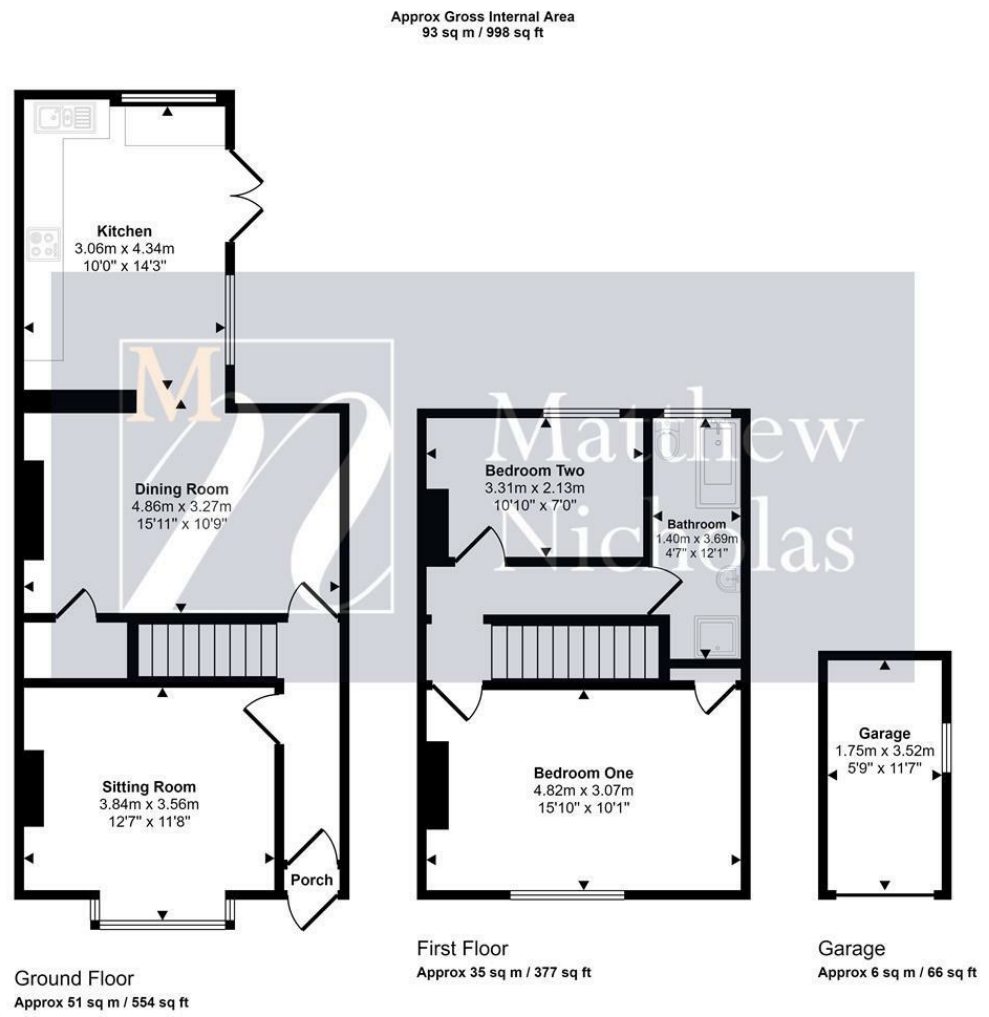 Approx Gross Internal Area
93 sq m / 998 sq ft
Kitchen
3.06m x 4.34m
10'0" x 14'3"
M
n
Matthew
Nicholas
Dining Room
4.86m x 3.27m
15'11" x 10'9"
Bedroom Two
3.31m x 2.13m
10'10" x 7'0"
Bathroom
1.40m x 3.69m
4'7" x 12'1"
Sitting Room
3.84m x 3.56m
12'7" x 11'8"
Porch
Bedroom One
4.82m x 3.07m
15'10" x 10'1"
Garage
1.75m x 3.52m
5'9" x 11'7"
Ground Floor
Approx 51 sq m / 554 sq ft
First Floor
Approx 35 sq m / 377 sq ft
Garage
Approx 6 sq m / 66 sq ft